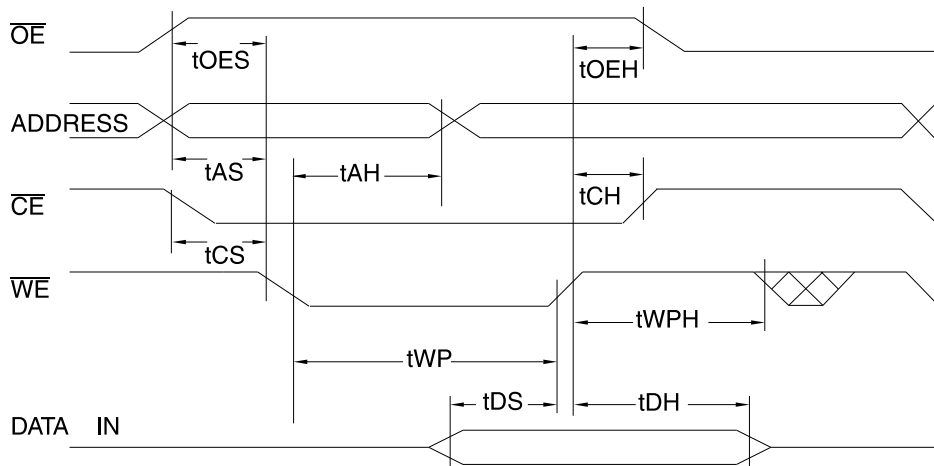 OE
tOES
tOEH
ADDRESS
tAS
tAH
tCH
CE
tCS
WE
tWPH
tWP
tDS
tDH
DATA IN